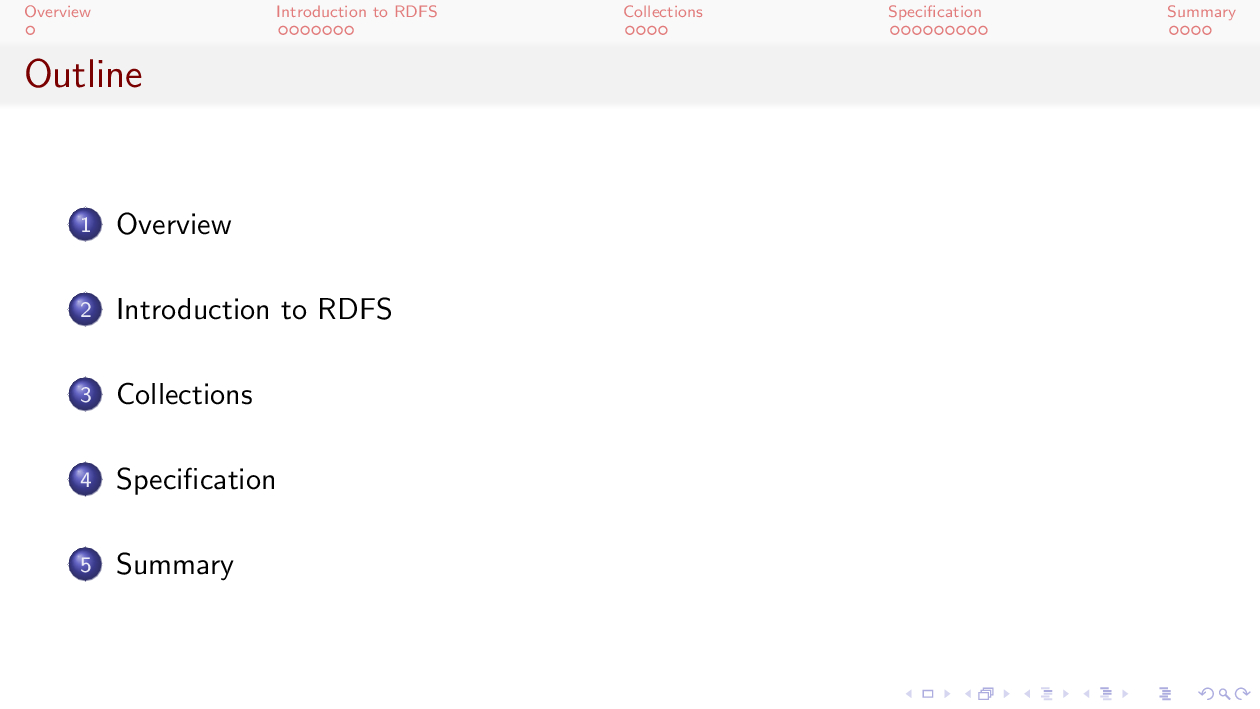 Overview
Introduction to RDFS
Collections
Specification
Summary
Outline
1 Overview
2 Introduction to RDFS
3 Collections
4 Specification
5 Summary